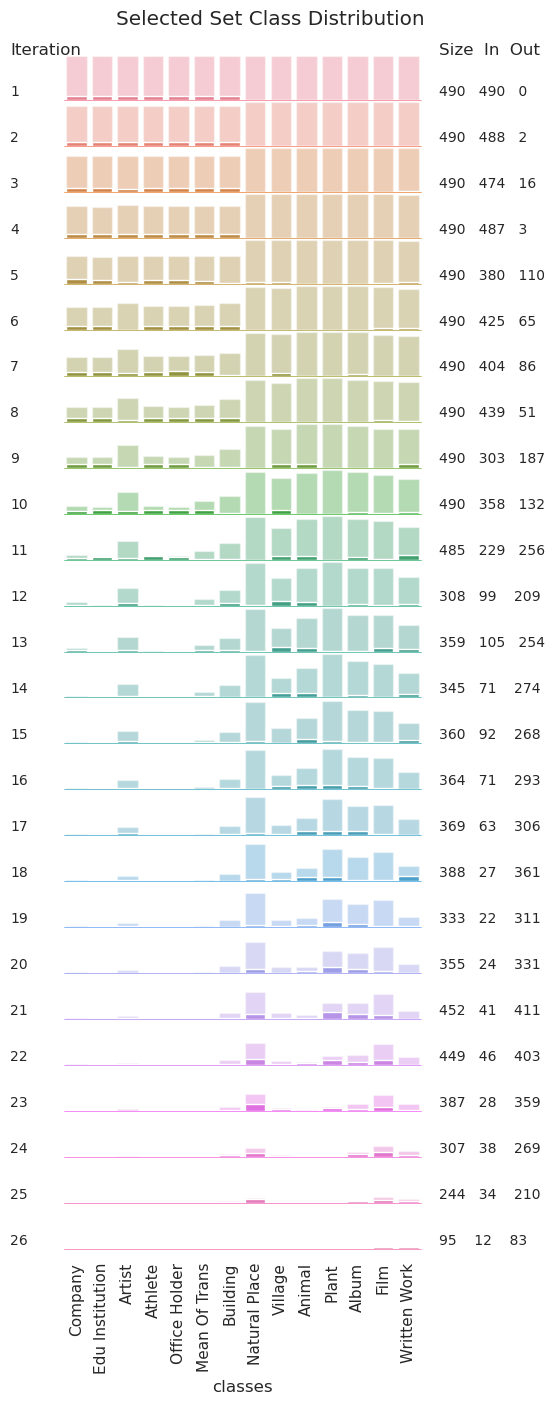 Selected Set Class Distribution
Iteration Size In Out
1 490 490 0
2 490 488 2
3 490 474 16
4 490 487 3
5 490 380 110
6 490 425 65
7 490 404 86
8 490 439 51
9 490 303 187
10 490 358 132
11 485 229 256
12 308 99 209
13 359 105 254
14 345 71 274
15 360 92 268
16 364 71 293
17 369 63 306
18 388 27 361
19 333 22 311
20 355 24 331
21 452 41 411
22 449 46 403
23 387 28 359
24 307 38 269
25 244 34 210
26 95 12 83
Company
Edu Institution
Artist
Athlete
Office Holder
Mean Of Trans
Building
Natural Place
Village
Animal
Plant
Album
Film
Written Work
classes